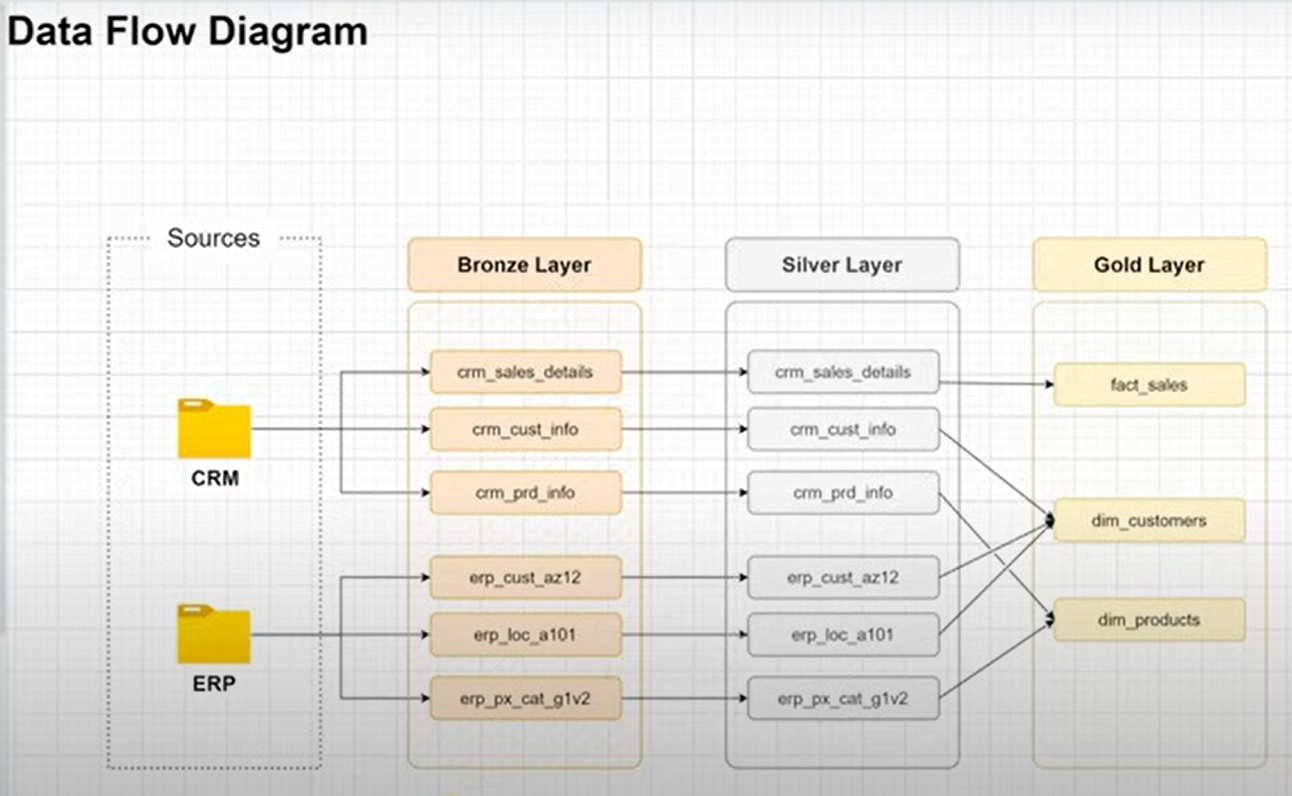 Data Flow Diagram
Sources
Bronze Layer
Silver Layer
Gold Layer
crm_sales_details
crm_sales_details
fact_sales
crm_cust_info
crm_cust_info
CRM
crm_prd_info
crm_prd_info
dim_customers
erp_cust_az12
erp_cust_az12
dim_products
erp_loc_a101
erp_loc_a101
ERP
erp_px_cat_g1v2
erp_px_cat_g1v2